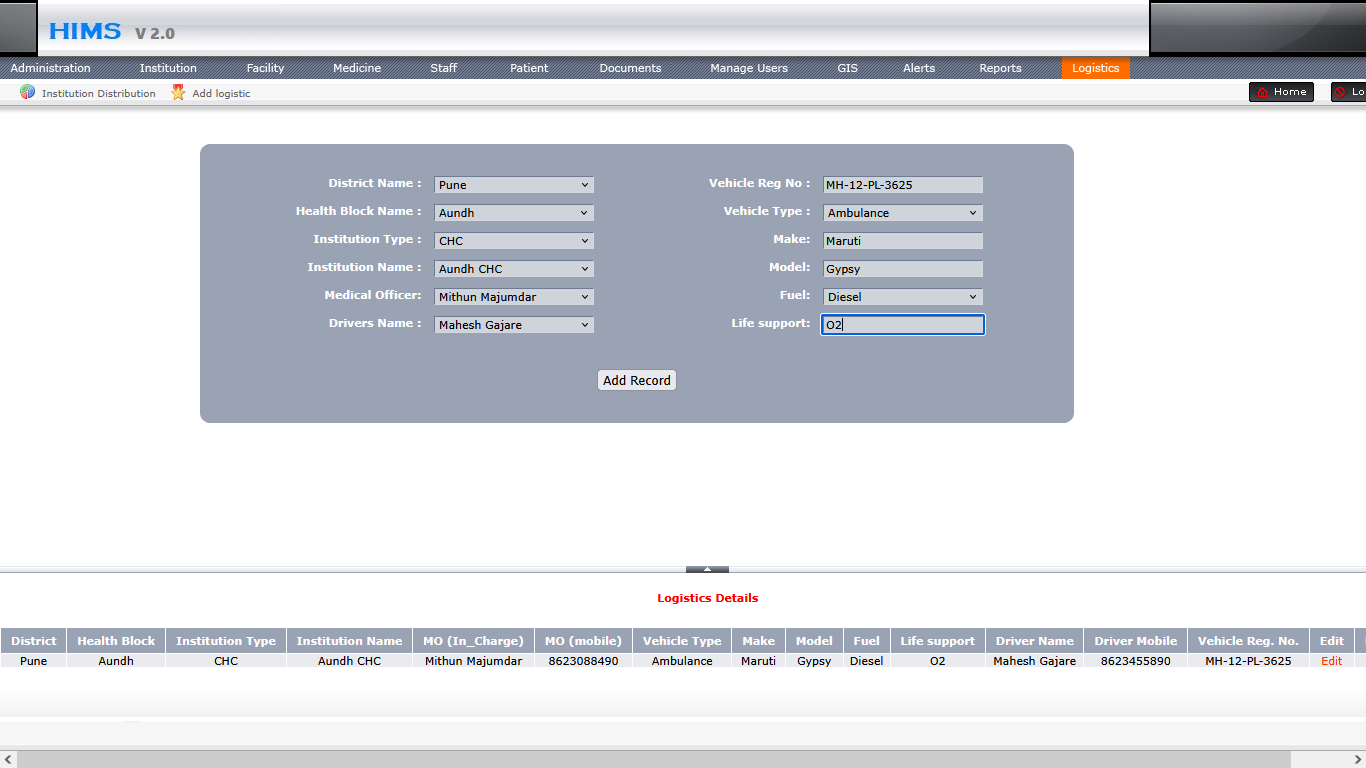 HIMS V 2.0
Administration Institution Facility Medicine Staff Patient Documents Manage Users GIS Alerts Reports Logistics
Institution Distribution Add logistic Home Lo
District Name : Pune Vehicle Reg No : MH-12-PL-3625
Health Block Name : Aundh Vehicle Type : Ambulance
Institution Type : CHC Make: Maruti
Institution Name : Aundh CHC Model: Gypsy
Medical Officer: Mithun Majumdar Fuel: Diesel
Drivers Name : Mahesh Gajare Life support: O2
Add Record
Logistics Details
District Health Block Institution Type Institution Name MO (In_Charge) MO (mobile) Vehicle Type Make Model Fuel Life support Driver Name Driver Mobile Vehicle Reg. No. Edit
Pune Aundh CHC Aundh CHC Mithun Majumdar 8623088490 Ambulance Maruti Gypsy Diesel O2 Mahesh Gajare 8623455890 MH-12-PL-3625 Edit